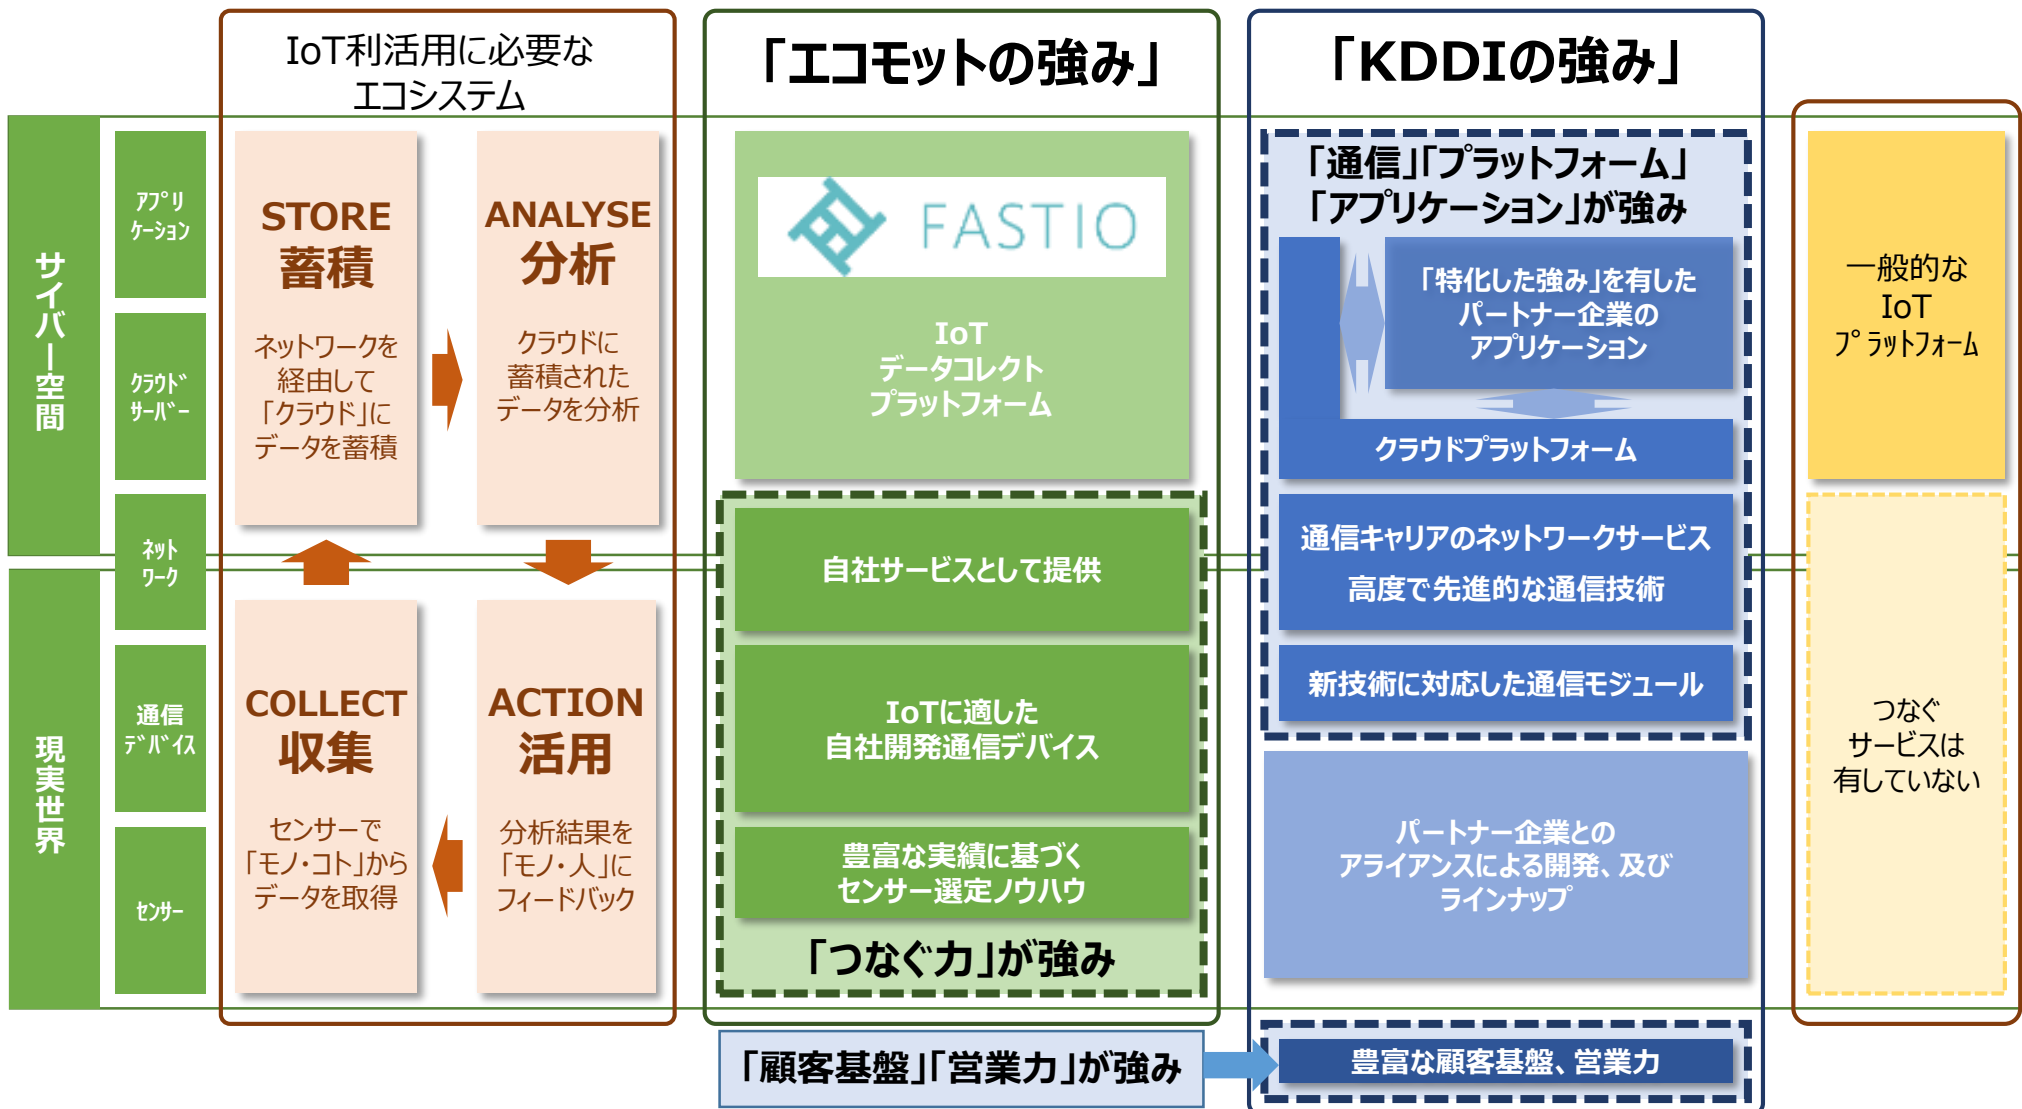 IoT利活用に必要な
エコシステム
「エコモットの強み」
「KDDIの強み」
サイバー空間
現実世界
ｱﾌﾟﾘ
ｹｰｼｮﾝ
ｸﾗｳﾄﾞ
ｻｰﾊﾞｰ
ﾈｯﾄ
ﾜｰｸ
通信
ﾃﾞﾊﾞｲｽ
ｾﾝｻｰ
STORE
蓄積
ネットワークを
経由して
「クラウド」に
データを蓄積
ANALYSE
分析
クラウドに
蓄積された
データを分析
COLLECT
収集
センサーで
「モノ・コト」から
データを取得
ACTION
活用
分析結果を
「モノ・人」に
フィードバック
FASTIO
IoT
データコレクト
プラットフォーム
自社サービスとして提供
IoTに適した
自社開発通信デバイス
豊富な実績に基づく
センサー選定ノウハウ
「つなぐ力」が強み
「通信」「プラットフォーム」
「アプリケーション」が強み
「特化した強み」を有した
パートナー企業の
アプリケーション
クラウドプラットフォーム
通信キャリアのネットワークサービス
高度で先進的な通信技術
新技術に対応した通信モジュール
パートナー企業との
アライアンスによる開発、及び
ラインナップ
一般的な
IoT
ﾌﾟﾗｯﾄﾌｫｰﾑ
つなぐ
サービスは
有していない
「顧客基盤」「営業力」が強み
豊富な顧客基盤、営業力